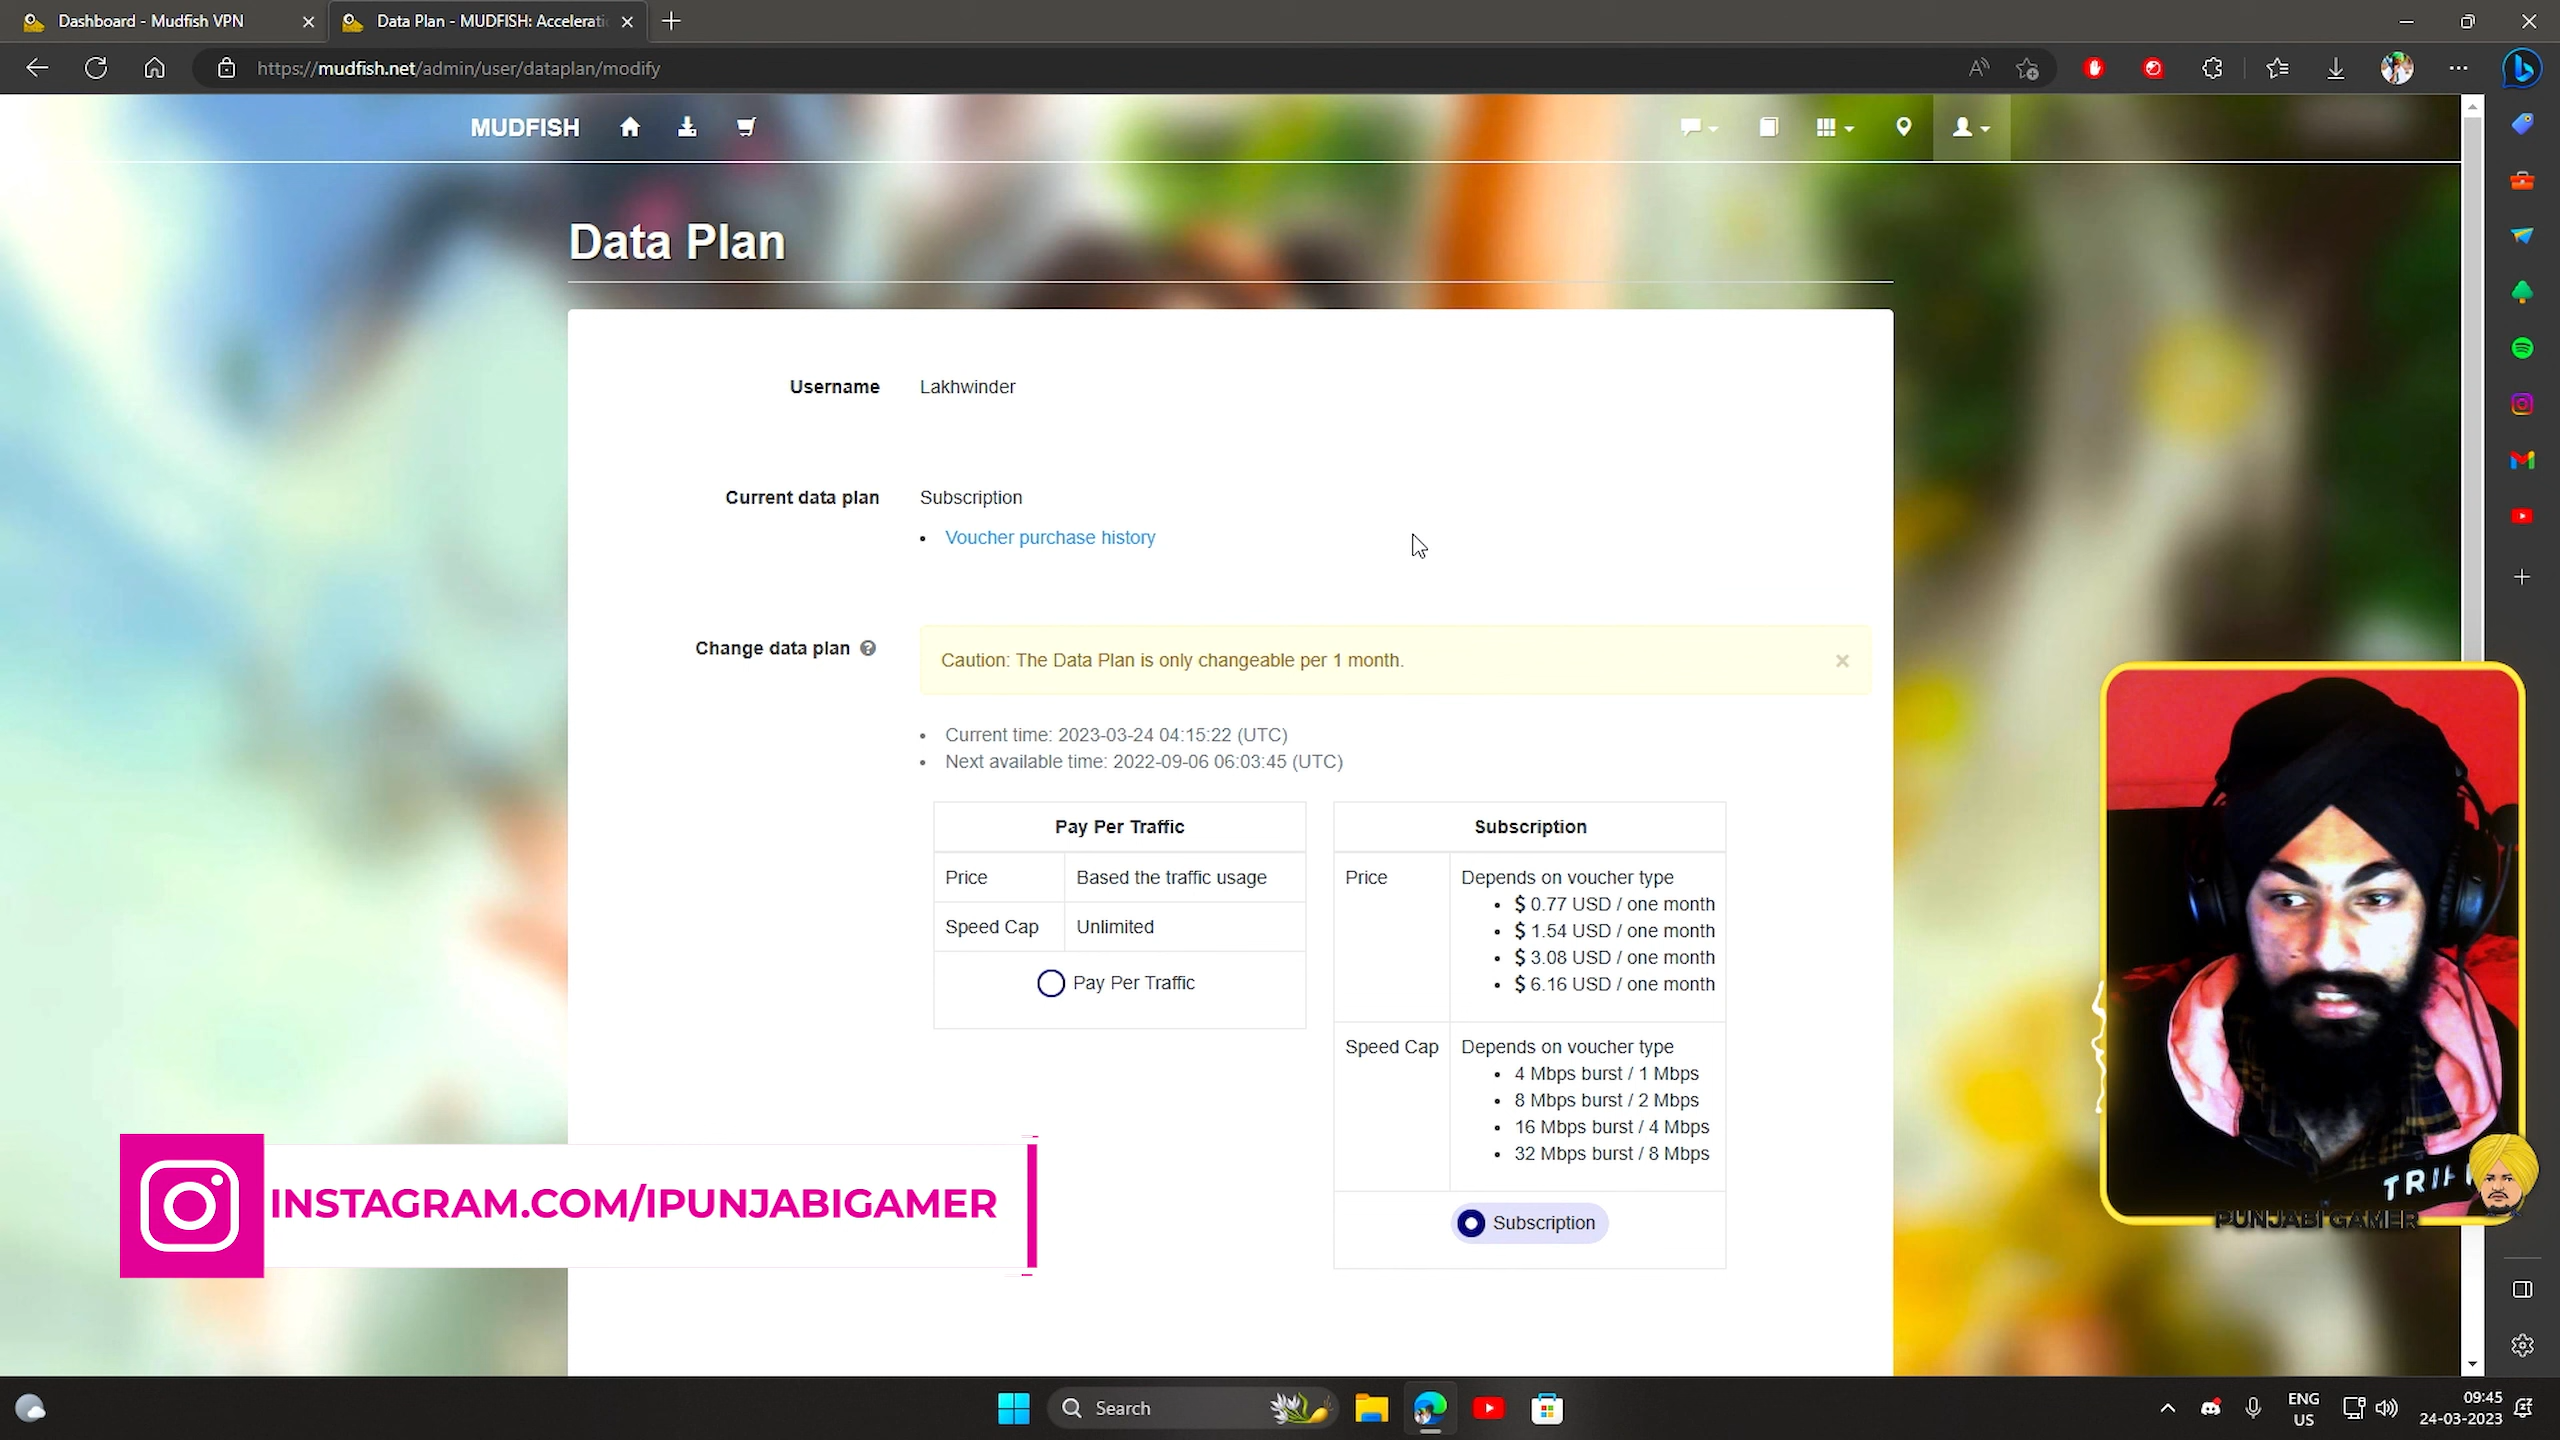 Dashboard - Mudfish VPN
Data Plan - MUDFISH: Accelerati
https://mudfish.net/admin/user/dataplan/modify
MUDFISH
Data Plan
Username Lakhwinder
Current data plan Subscription
• Voucher purchase history
Change data plan
Caution: The Data Plan is only changeable per 1 month.
• Current time: 2023-03-24 04:15:22 (UTC)
• Next available time: 2022-09-06 06:03:45 (UTC)
Pay Per Traffic
Price Based the traffic usage
Speed Cap Unlimited
Pay Per Traffic
Subscription
Price Depends on voucher type
• $ 0.77 USD / one month
• $ 1.54 USD / one month
• $ 3.08 USD / one month
• $ 6.16 USD / one month
Speed Cap Depends on voucher type
• 4 Mbps burst / 1 Mbps
• 8 Mbps burst / 2 Mbps
• 16 Mbps burst / 4 Mbps
• 32 Mbps burst / 8 Mbps
Subscription
INSTAGRAM.COM/IPUNJABIGAMER
PUNJABI GAMER
Search
ENG
US
09:45
24-03-2023